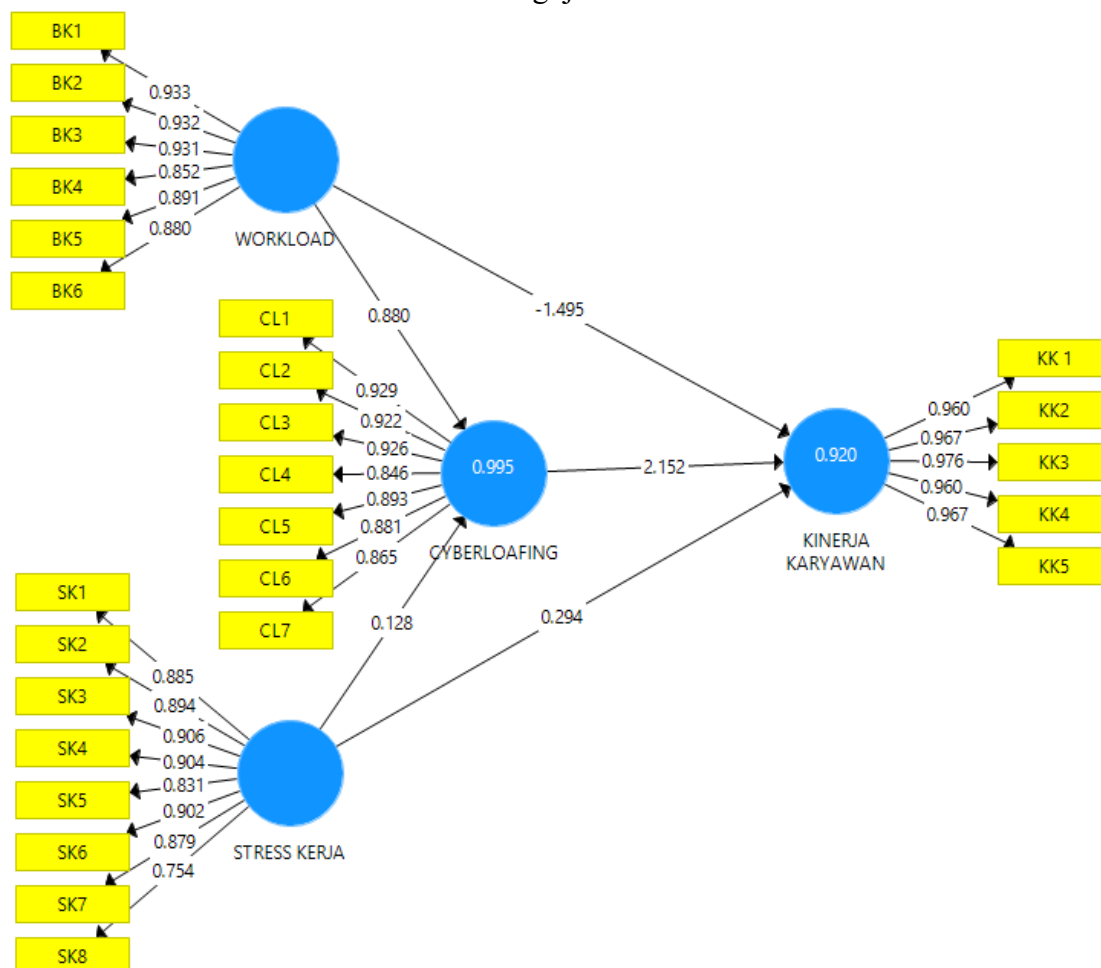 BK1
BK2
BK3
BK4
BK5
BK6
0.933
0.932
0.931
0.852
0.891
0.880
WORKLOAD
0.880
-1.495
CL1
CL2
CL3
CL4
CL5
CL6
CL7
0.929
0.922
0.926
0.846
0.893
0.881
0.865
0.995
CYBERLOAFING
2.152
0.920
KINERJA
KARYAWAN
0.960
0.967
0.976
0.960
0.967
KK 1
KK2
KK3
KK4
KK5
0.128
0.294
SK1
SK2
SK3
SK4
SK5
SK6
SK7
SK8
0.885
0.894
0.906
0.904
0.831
0.902
0.879
0.754
STRESS KERJA